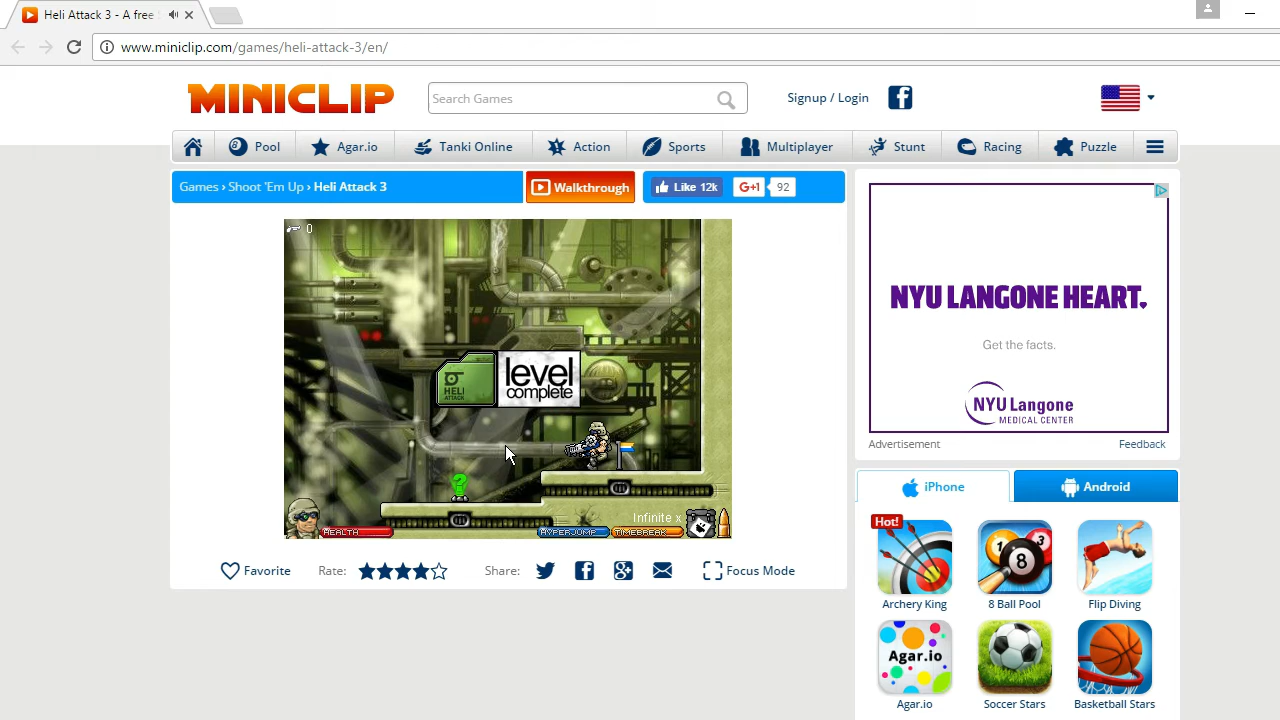 Heli Attack 3 - A free
www.miniclip.com/games/heli-attack-3/en/
MINICLIP
Search Games
Signup / Login
Pool
Agar.io
Tanki Online
Action
Sports
Multiplayer
Stunt
Racing
Puzzle
Games › Shoot 'Em Up › Heli Attack 3
Walkthrough
Like 12k
G+1
92
0
HELI
ATTACK
level
complete
Infinite x
HEALTH
HYPERJUMP
TIMEBREAK
Favorite
Rate:
Share:
Focus Mode
NYU LANGONE HEART.
Get the facts.
NYU Langone
MEDICAL CENTER
Advertisement
Feedback
iPhone
Android
Hot!
Archery King
8 Ball Pool
Flip Diving
Agar.io
Agar.io
Soccer Stars
Basketball Stars